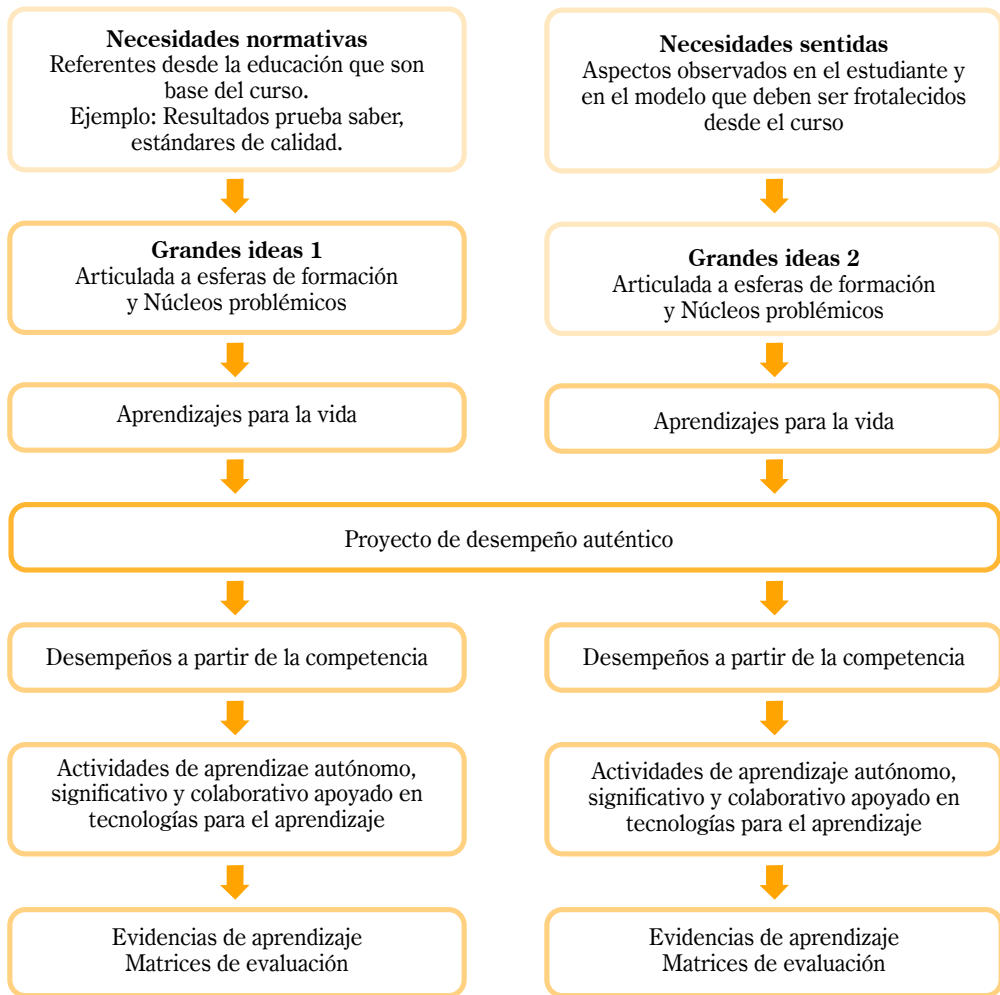 Necesidades normativas
Referentes desde la educación que son
base del curso.
Ejemplo: Resultados prueba saber,
estándares de calidad.
Necesidades sentidas
Aspectos observados en el estudiante y
en el modelo que deben ser frotalecidos
desde el curso
Grandes ideas 1
Articulada a esferas de formación
y Núcleos problémicos
Grandes ideas 2
Articulada a esferas de formación
y Núcleos problémicos
Aprendizajes para la vida
Aprendizajes para la vida
Proyecto de desempeño auténtico
Desempeños a partir de la competencia
Desempeños a partir de la competencia
Actividades de aprendizae autónomo,
significativo y colaborativo apoyado en
tecnologías para el aprendizaje
Actividades de aprendizaje autónomo,
significativo y colaborativo apoyado en
tecnologías para el aprendizaje
Evidencias de aprendizaje
Matrices de evaluación
Evidencias de aprendizaje
Matrices de evaluación